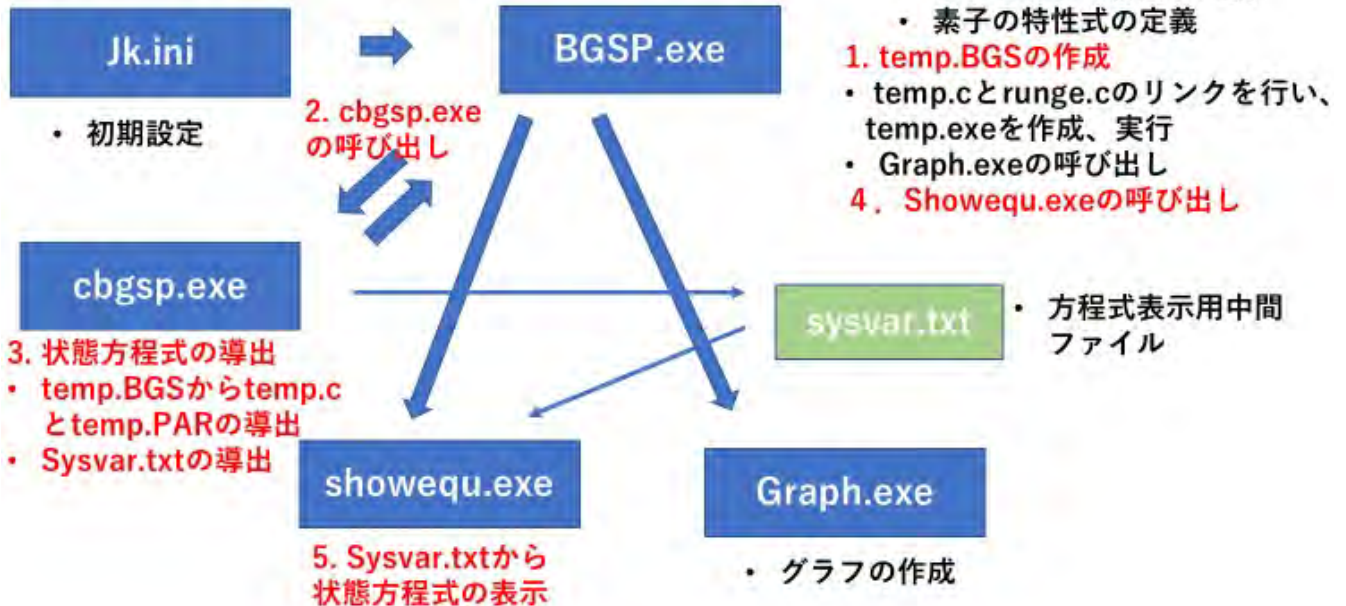 Jk.ini
・ 初期設定
BGSP.exe
・ 素子の特性式の定義
1. temp.BGSの作成
・ temp.cとrunge.cのリンクを行い、
temp.exeを作成、実行
・ Graph.exeの呼び出し
４．Showequ.exeの呼び出し
2. cbgsp.exe
の呼び出し
cbgsp.exe
3. 状態方程式の導出
・ temp.BGSからtemp.c
とtemp.PARの導出
・ Sysvar.txtの導出
sysvar.txt
・ 方程式表示用中間
ファイル
showequ.exe
5. Sysvar.txtから
状態方程式の表示
Graph.exe
・ グラフの作成